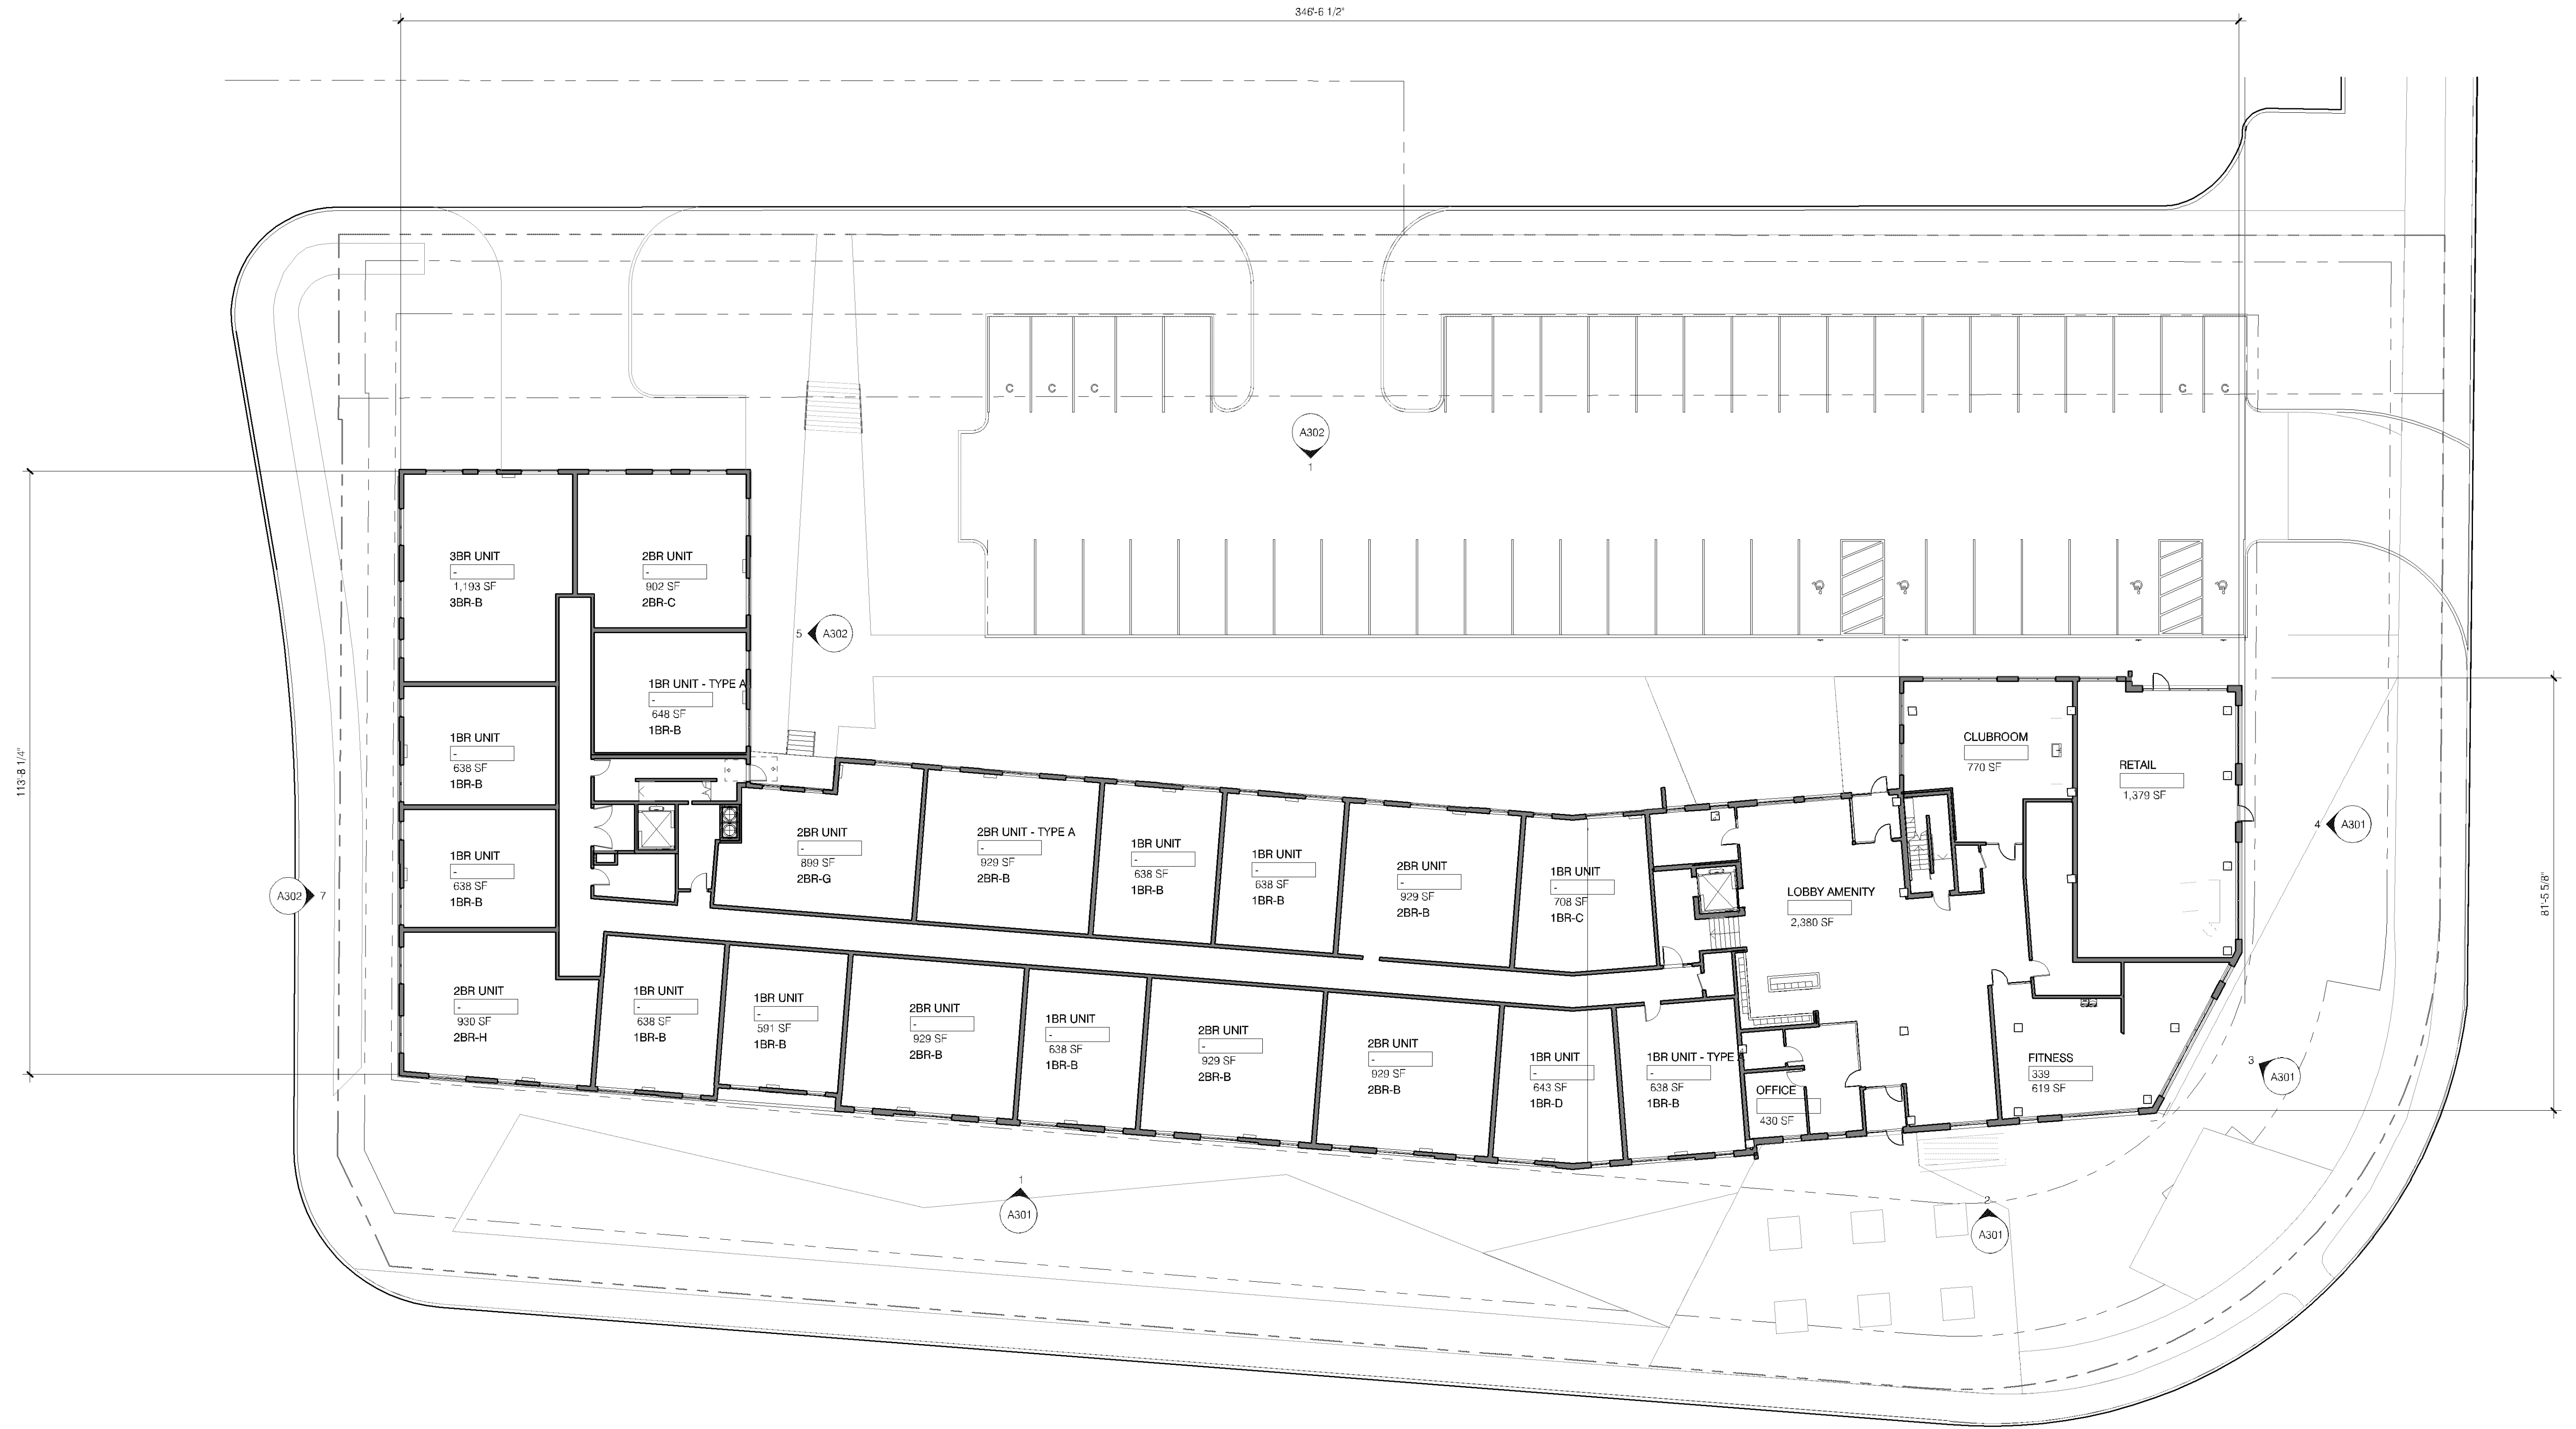 346'-6 1/2"
C
C
C
C
C
A302
1
3BR UNIT
-
1,193 SF
3BR-B
2BR UNIT
-
902 SF
2BR-C
5
A302
1BR UNIT - TYPE A
-
648 SF
1BR-B
113'-8 1/4"
1BR UNIT
-
638 SF
1BR-B
CLUBROOM
770 SF
RETAIL
1,379 SF
2BR UNIT
-
899 SF
2BR-G
2BR UNIT - TYPE A
-
929 SF
2BR-B
1BR UNIT
-
638 SF
1BR-B
1BR UNIT
-
638 SF
1BR-B
2BR UNIT
-
929 SF
2BR-B
1BR UNIT
-
708 SF
1BR-C
4
A301
1BR UNIT
-
638 SF
1BR-B
LOBBY AMENITY
2,380 SF
81'-5 5/8"
A302
7
2BR UNIT
-
930 SF
2BR-H
1BR UNIT
-
638 SF
1BR-B
1BR UNIT
-
591 SF
1BR-B
2BR UNIT
-
929 SF
2BR-B
1BR UNIT
-
638 SF
1BR-B
2BR UNIT
-
929 SF
2BR-B
2BR UNIT
-
929 SF
2BR-B
1BR UNIT
-
643 SF
1BR-D
1BR UNIT - TYPE
-
638 SF
1BR-B
OFFICE
430 SF
FITNESS
339
619 SF
3
A301
1
A301
2
A301